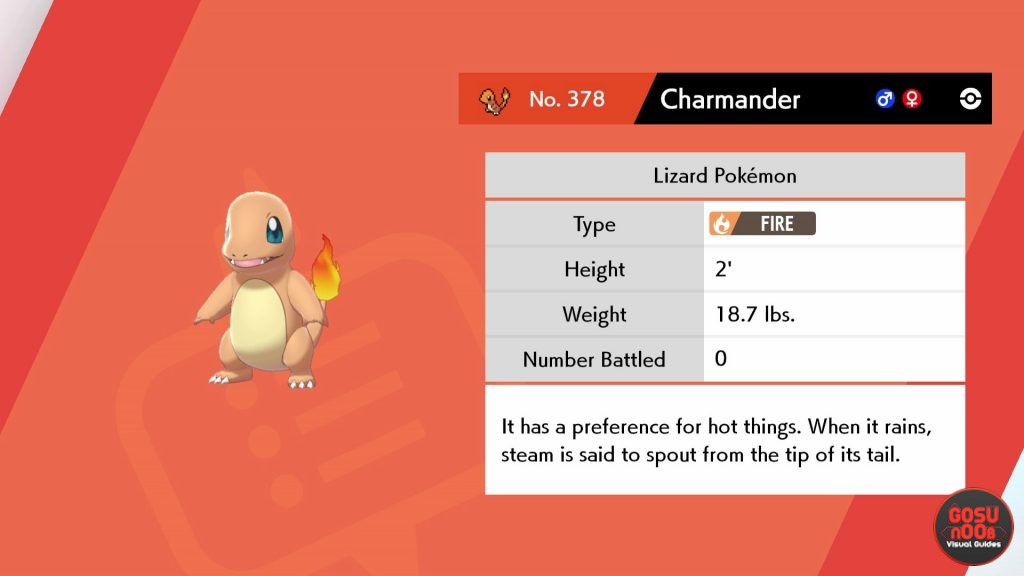 No. 378 Charmander
Lizard Pokémon
Type FIRE
Height 2'
Weight 18.7 lbs.
Number Battled 0
It has a preference for hot things. When it rains,
steam is said to spout from the tip of its tail.
GOSU
nOOB
Visual Guides